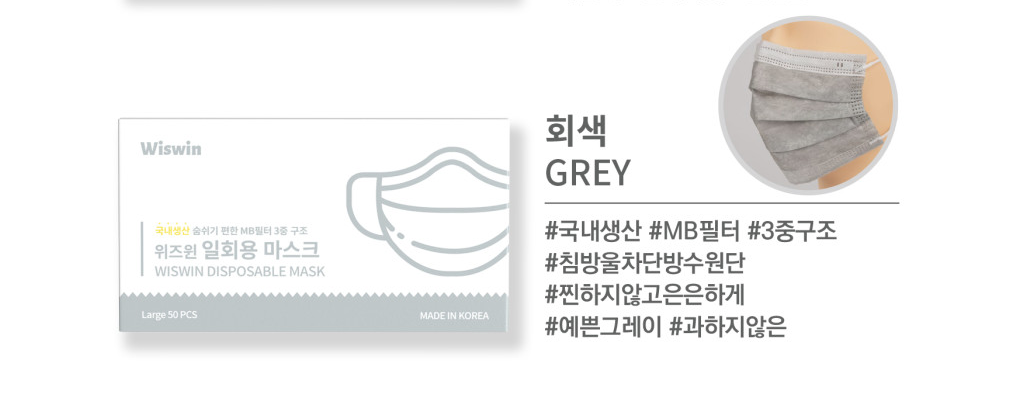 Wiswin
국내생산 숨쉬기 편한 MB필터 3중 구조
위즈윈 일회용 마스크
WISWIN DISPOSABLE MASK
Large 50 PCS
MADE IN KOREA
회색
GREY
#국내생산 #MB필터 #3중구조
#침방울차단방수원단
#찐하지않고은은하게
#예쁜그레이 #과하지않은